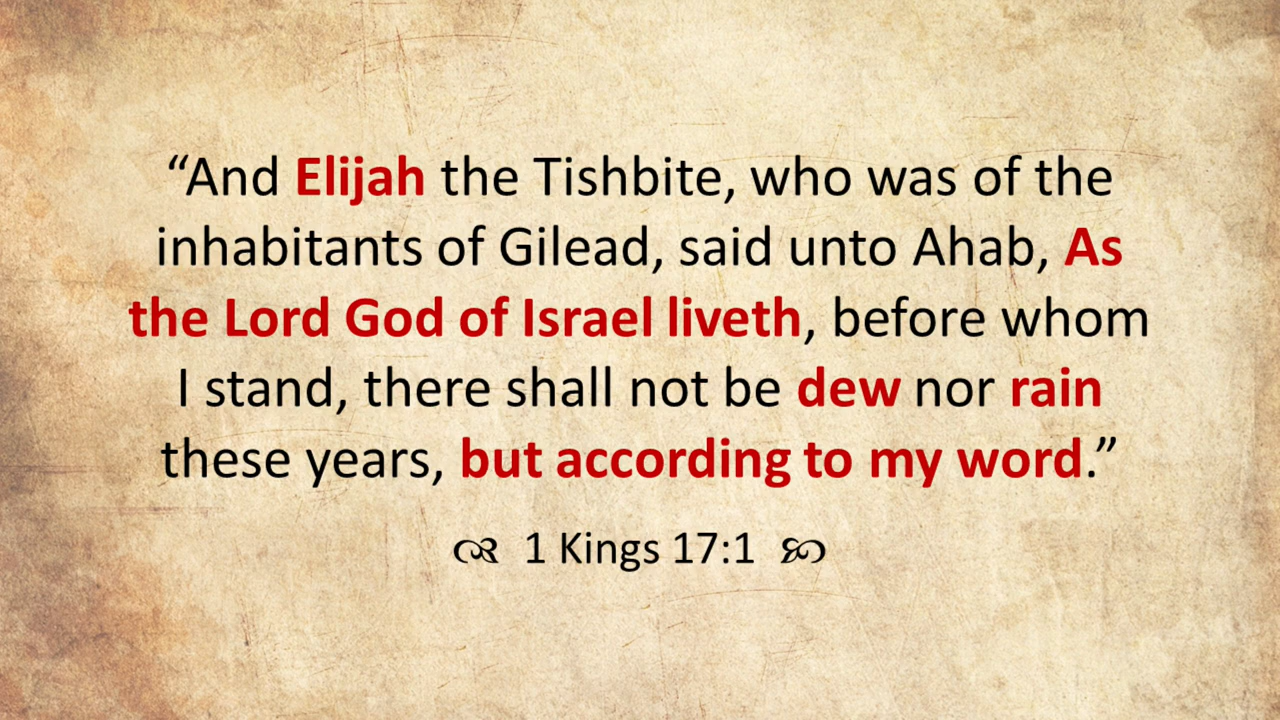 “And Elijah the Tishbite, who was of the
inhabitants of Gilead, said unto Ahab, As
the Lord God of Israel liveth, before whom
I stand, there shall not be dew nor rain
these years, but according to my word.”
1 Kings 17:1